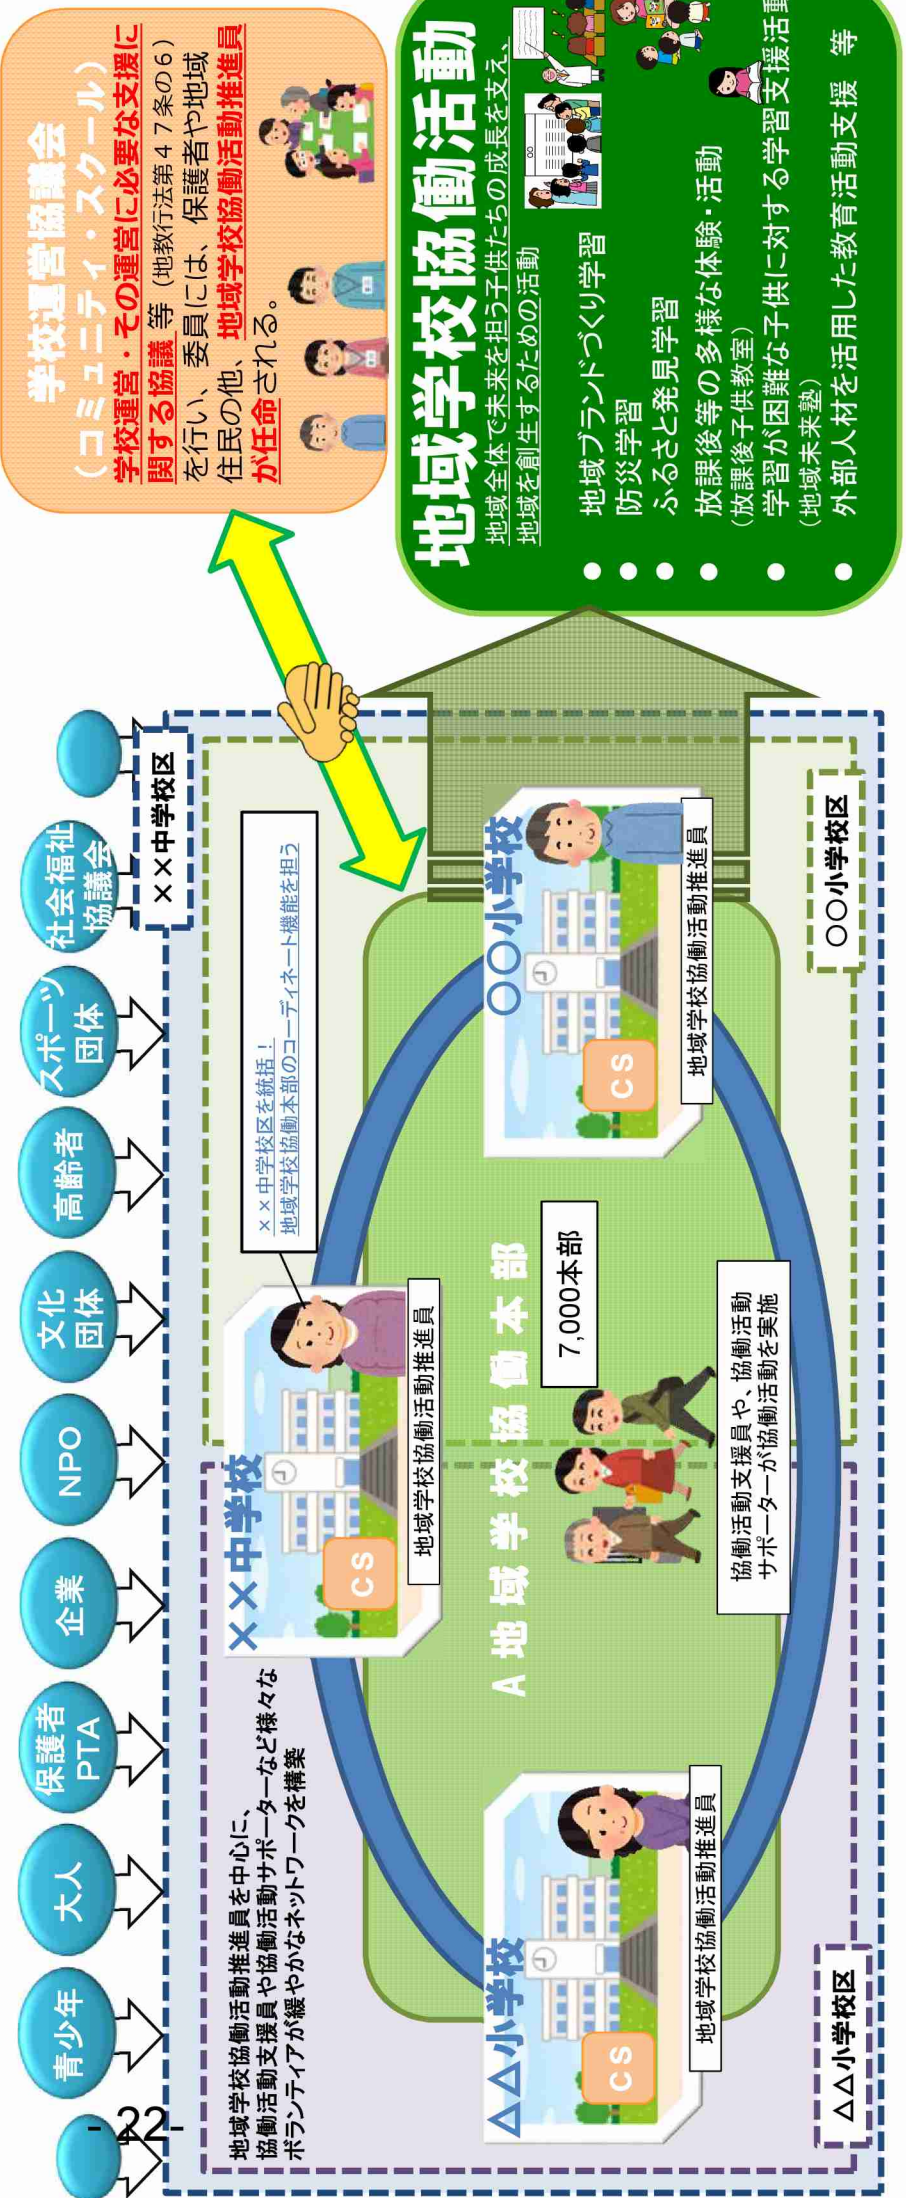 青少年
大人
保護者
PTA
企業
NPO
文化
団体
高齢者
スポーツ
団体
社会福祉
協議会
××中学校区
地域学校協働活動推進員を中心に、
協働活動支援員や協働活動サポーターなど様々な
ボランティアが緩やかなネットワークを構築
××中学校
CS
地域学校協働活動推進員
××中学校区を統括！
地域学校協働本部のコーディネート機能を担う
△△小学校
CS
地域学校協働活動推進員
A地域学校協働本部
7,000本部
協働活動支援員や、協働活動
サポーターが協働活動を実施
〇〇小学校
CS
地域学校協働活動推進員
△△小学校区
〇〇小学校区
学校運営協議会
（コミュニティ・スクール）
学校運営・その運営に必要な支援に
関する協議等（地教行法第４７条の６）
を行い、委員には、保護者や地域
住民の他、地域学校協働活動推進員
が任命される。
地域学校協働活動
地域全体で未来を担う子供たちの成長を支え、
地域を創生するための活動
● 地域ブランドづくり学習
● 防災学習
● ふるさと発見学習
● 放課後等の多様な体験・活動
（放課後子供教室）
● 学習が困難な子供に対する学習支援活動
（地域未来塾）
● 外部人材を活用した教育活動支援 等
- 22-